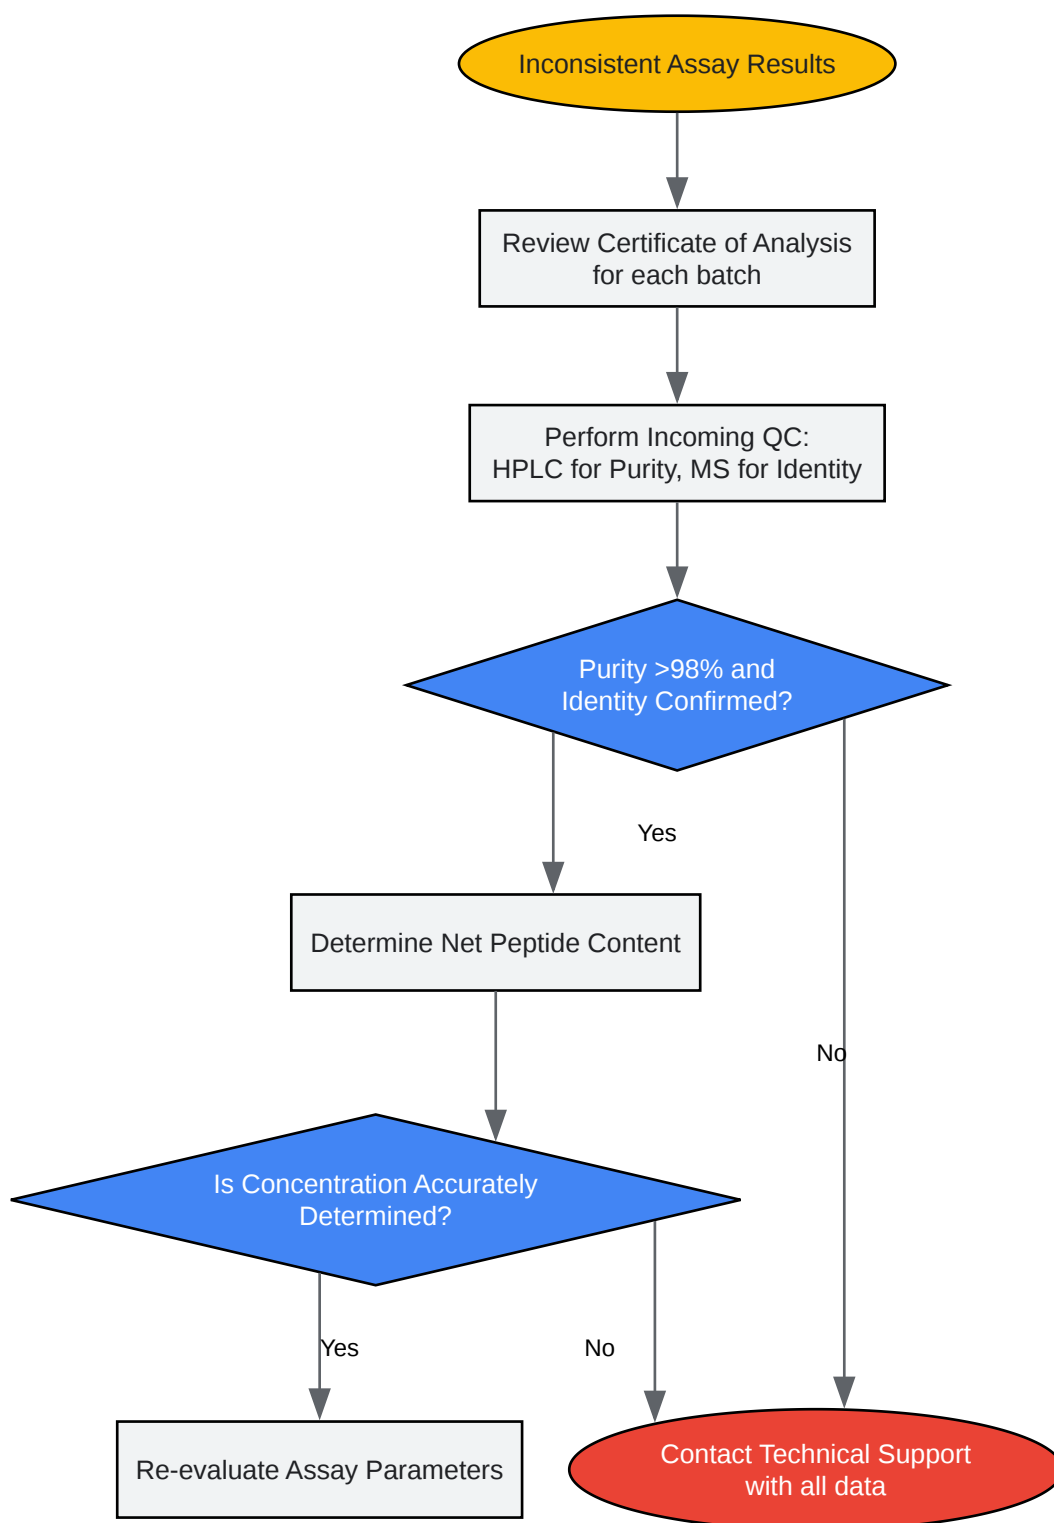 Inconsistent Assay Results
Review Certificate of Analysis
for each batch
Perform Incoming QC:
HPLC for Purity, MS for Identity
Purity >98% and
Identity Confirmed?
Yes
Determine Net Peptide Content
No
Is Concentration Accurately
Determined?
Yes
No
Re-evaluate Assay Parameters
Contact Technical Support
with all data